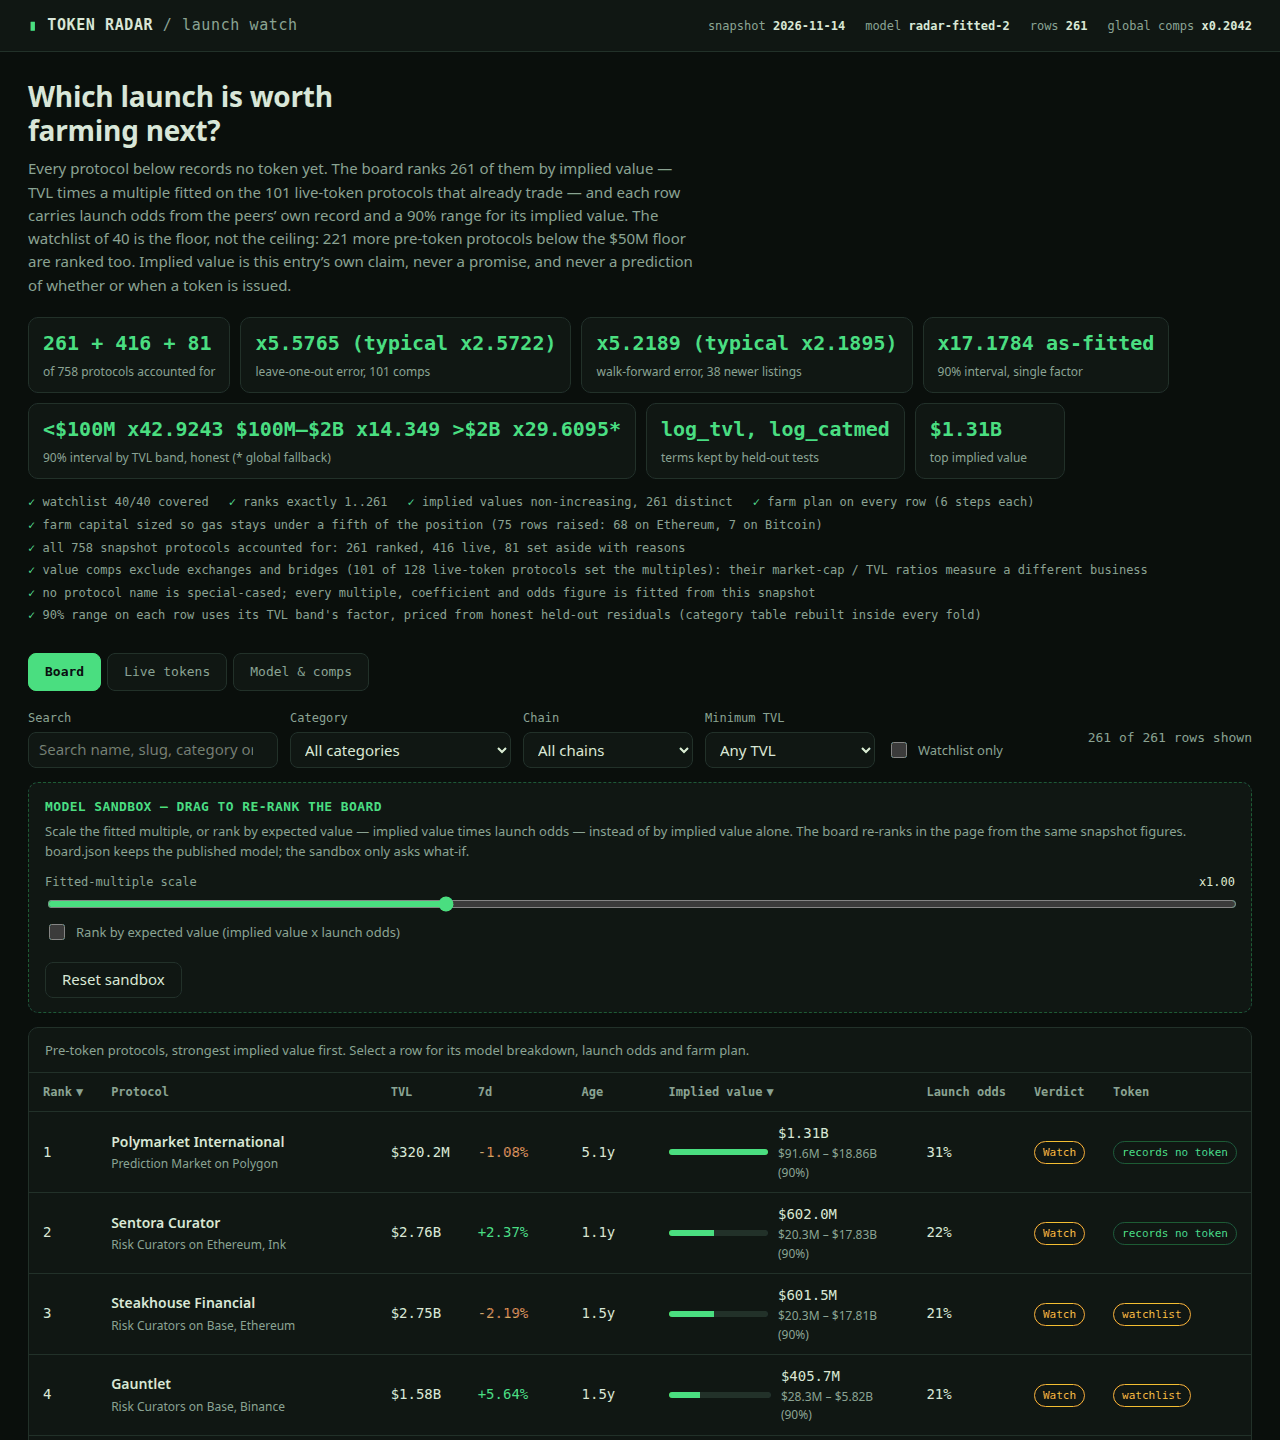 TOKEN RADAR / launch watch
snapshot 2026-11-14 model radar-fitted-2 rows 261 global comps x0.2042
Which launch is worth
farming next?
Every protocol below records no token yet. The board ranks 261 of them by implied value —
TVL times a multiple fitted on the 101 live-token protocols that already trade — and each row
carries launch odds from the peers’ own record and a 90% range for its implied value. The
watchlist of 40 is the floor, not the ceiling: 221 more pre-token protocols below the $50M floor
are ranked too. Implied value is this entry’s own claim, never a promise, and never a prediction
of whether or when a token is issued.
261 + 416 + 81
of 758 protocols accounted for
x5.5765 (typical x2.5722)
leave-one-out error, 101 comps
x5.2189 (typical x2.1895)
walk-forward error, 38 newer listings
x17.1784 as-fitted
90% interval, single factor
<$100M x42.9243 $100M–$2B x14.349 >$2B x29.6095*
90% interval by TVL band, honest (* global fallback)
log_tvl, log_catmed
terms kept by held-out tests
$1.31B
top implied value
✓ watchlist 40/40 covered ✓ ranks exactly 1..261 ✓ implied values non-increasing, 261 distinct ✓ farm plan on every row (6 steps each)
✓ farm capital sized so gas stays under a fifth of the position (75 rows raised: 68 on Ethereum, 7 on Bitcoin)
✓ all 758 snapshot protocols accounted for: 261 ranked, 416 live, 81 set aside with reasons
✓ value comps exclude exchanges and bridges (101 of 128 live-token protocols set the multiples): their market-cap / TVL ratios measure a different business
✓ no protocol name is special-cased; every multiple, coefficient and odds figure is fitted from this snapshot
✓ 90% range on each row uses its TVL band's factor, priced from honest held-out residuals (category table rebuilt inside every fold)
Board Live tokens Model & comps
Search Category Chain Minimum TVL
Search name, slug, category or All categories All chains Any TVL Watchlist only 261 of 261 rows shown
MODEL SANDBOX — DRAG TO RE-RANK THE BOARD
Scale the fitted multiple, or rank by expected value — implied value times launch odds — instead of by implied value alone. The board re-ranks in the page from the same snapshot figures.
board.json keeps the published model; the sandbox only asks what-if.
Fitted-multiple scale x1.00
Rank by expected value (implied value x launch odds)
Reset sandbox
Pre-token protocols, strongest implied value first. Select a row for its model breakdown, launch odds and farm plan.
Rank ▼ Protocol TVL 7d Age Implied value ▼ Launch odds Verdict Token
1 Polymarket International $320.2M -1.08% 5.1y $1.31B 31% Watch records no token
Prediction Market on Polygon $91.6M – $18.86B
(90%)
2 Sentora Curator $2.76B +2.37% 1.1y $602.0M 22% Watch records no token
Risk Curators on Ethereum, Ink $20.3M – $17.83B
(90%)
3 Steakhouse Financial $2.75B -2.19% 1.5y $601.5M 21% Watch watchlist
Risk Curators on Base, Ethereum $20.3M – $17.81B
(90%)
4 Gauntlet $1.58B +5.64% 1.5y $405.7M 21% Watch watchlist
Risk Curators on Base, Binance $28.3M – $5.82B
(90%)